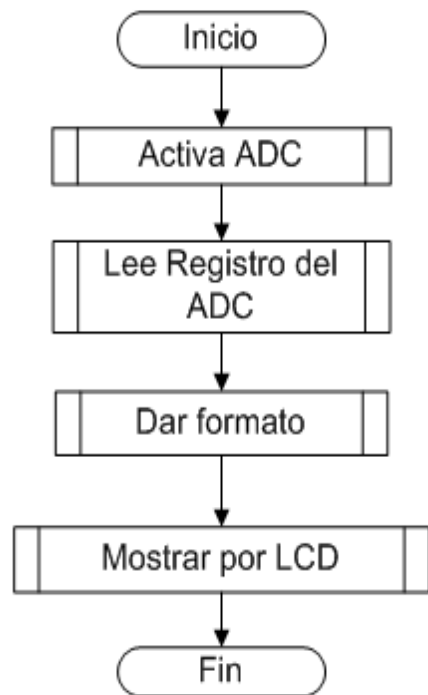 Inicio
Activa ADC
Lee Registro del
ADC
Dar formato
Mostrar por LCD
Fin